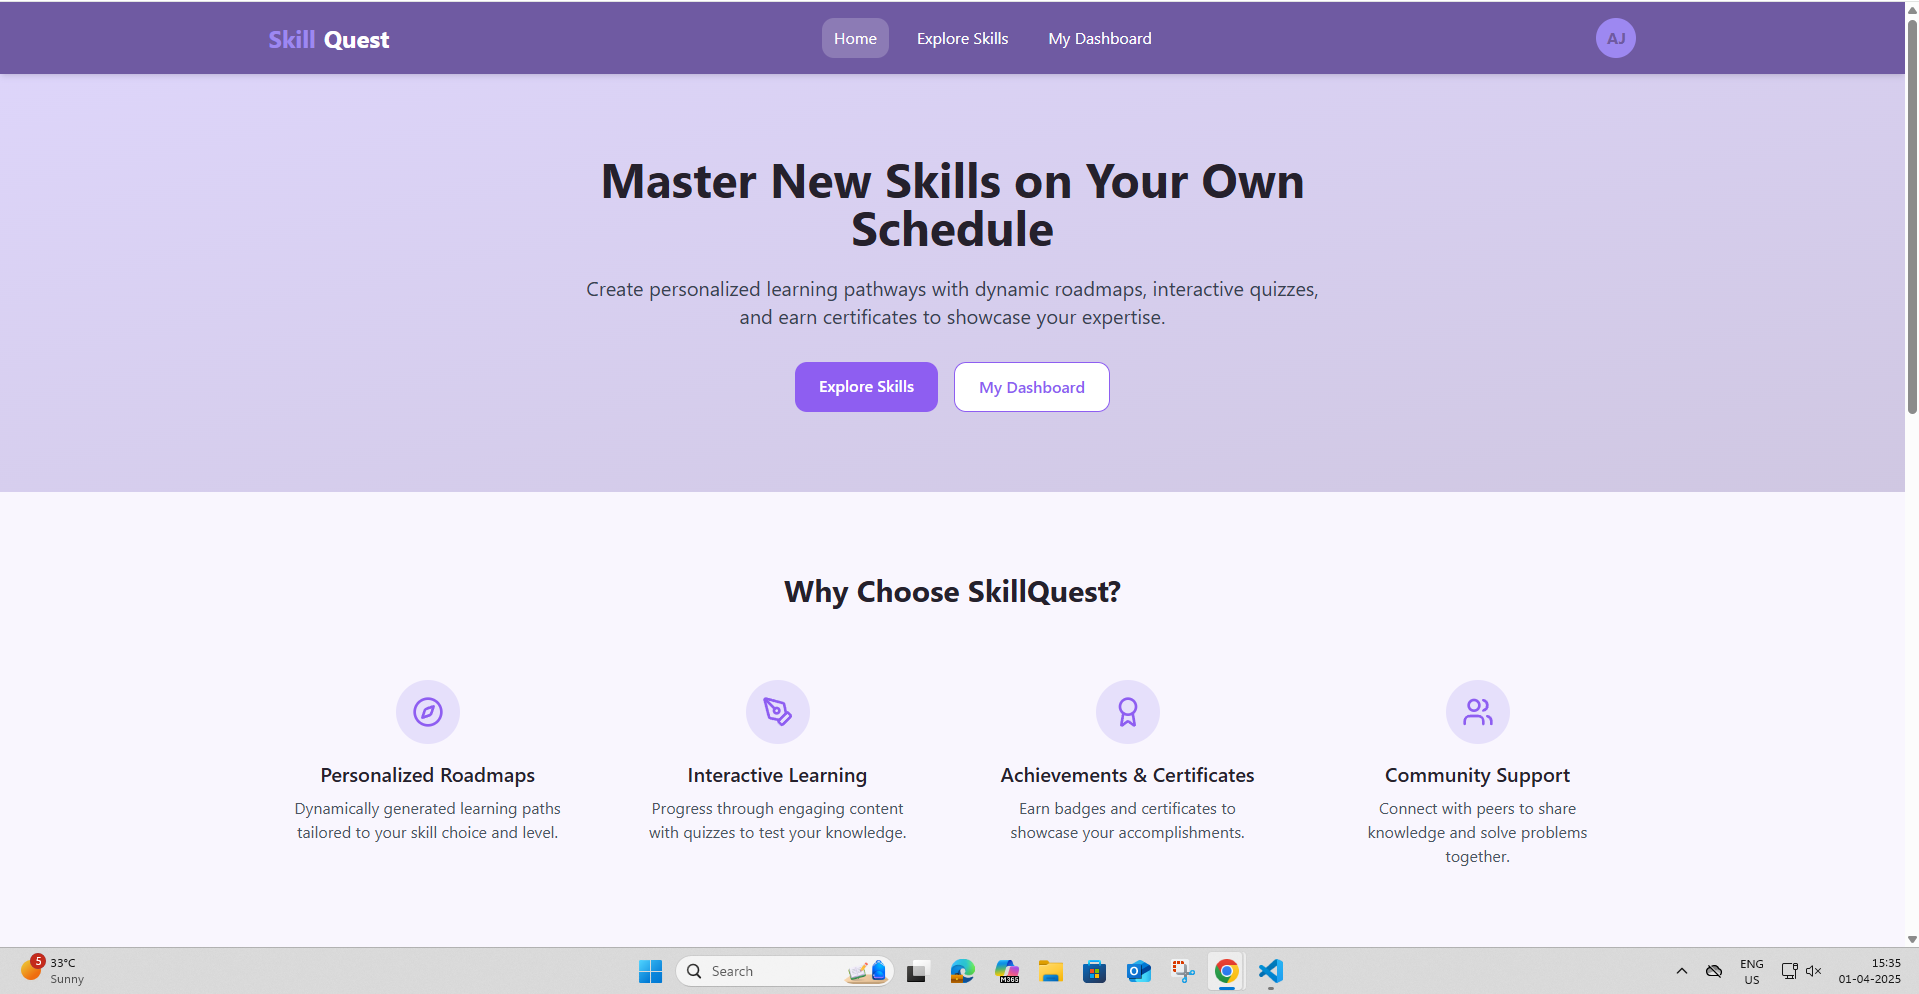 Skill Quest
Home
Explore Skills
My Dashboard
AJ
Master New Skills on Your Own
Schedule
Create personalized learning pathways with dynamic roadmaps, interactive quizzes,
and earn certificates to showcase your expertise.
Explore Skills
My Dashboard
Why Choose SkillQuest?
Personalized Roadmaps
Dynamically generated learning paths
tailored to your skill choice and level.
Interactive Learning
Progress through engaging content
with quizzes to test your knowledge.
Achievements & Certificates
Earn badges and certificates to
showcase your accomplishments.
Community Support
Connect with peers to share
knowledge and solve problems
together.
5
33°C
Sunny
Search
M365
ENG
US
15:35
01-04-2025